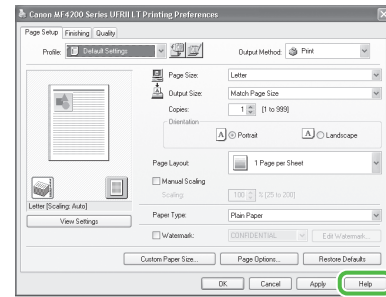 Canon MF4200 Series UFRII LT Printing Preferences
Page Setup Finishing Quality
Profile: Default Settings Output Method: Print
Page Size: Letter
Output Size: Match Page Size
Copies: 1 [1 to 999]
Orientation
A Portrait A Landscape
Page Layout: 1 Page per Sheet
Manual Scaling
Scaling: 100 % [25 to 200]
Letter [Scaling: Auto]
View Settings
Paper Type: Plain Paper
Watermark: CONFIDENTIAL Edit Watermark...
Custom Paper Size... Page Options... Restore Defaults
OK Cancel Apply Help